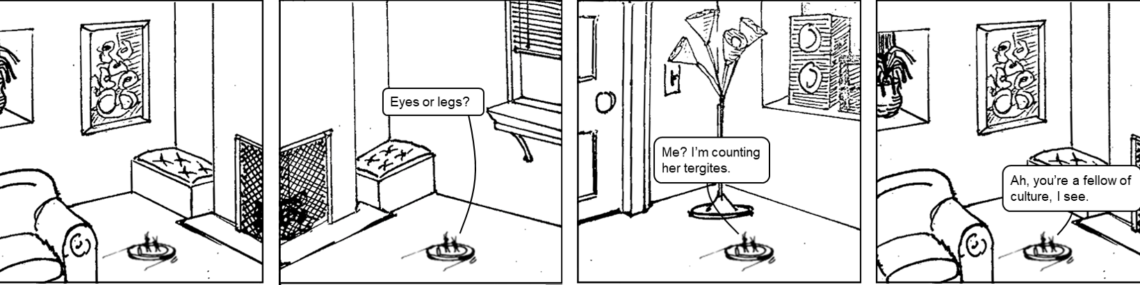 Eyes or legs?
Me? I'm counting
her tergites.
Ah, you're a fellow of
culture, I see.